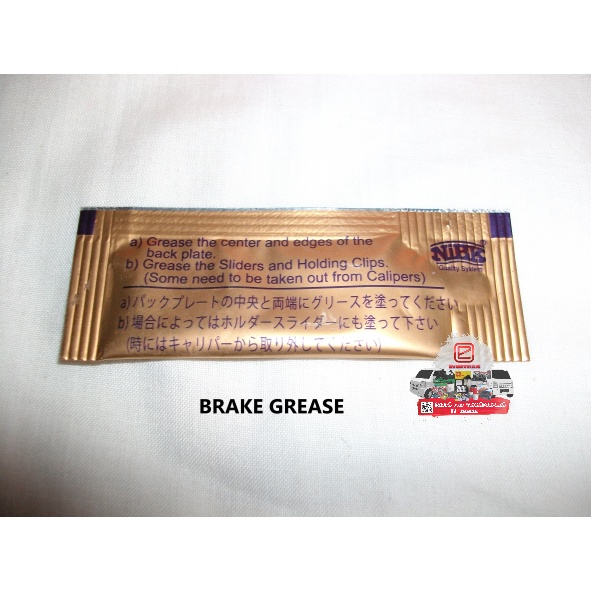 a) Grease the center and edges of the
back plate.
b) Grease the Sliders and Holding Clips.
(Some need to be taken out from Calipers)
NiBK
Quality System
a)バックプレートの中央と両端にグリースを塗ってください
b)場合によってはホルダースライダーにも塗って下さい
(時にはキャリパーから取り外してください)
BRAKE GREASE